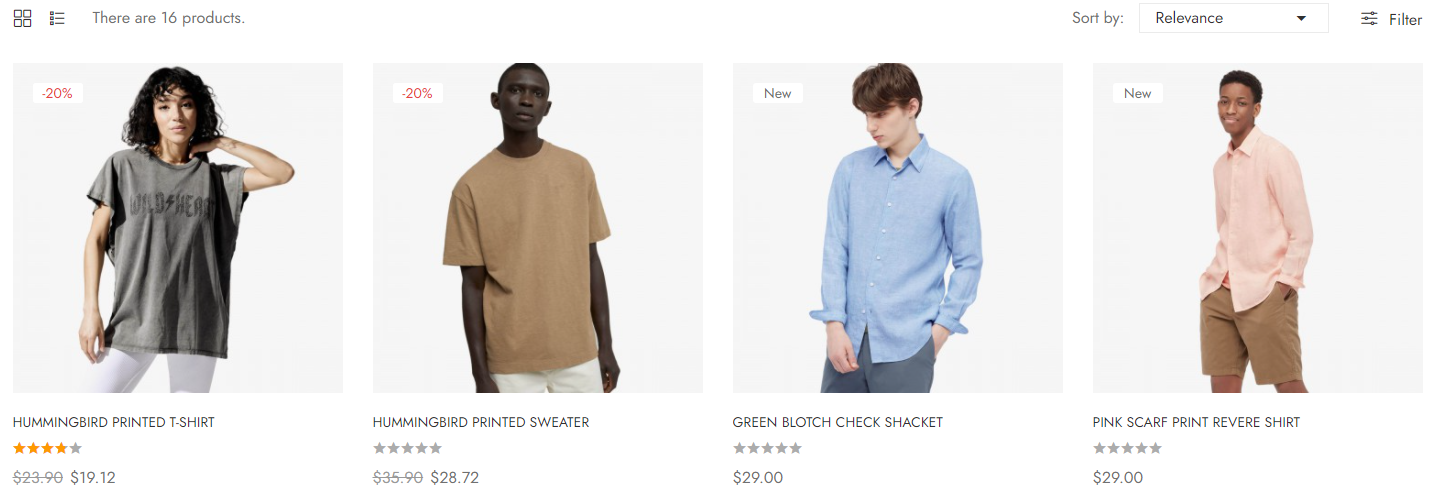 There are 16 products.
Sort by: Relevance Filter
-20% -20% New New
WILD HEART
HUMMINGBIRD PRINTED T-SHIRT
HUMMINGBIRD PRINTED SWEATER
GREEN BLOTCH CHECK SHACKET
PINK SCARF PRINT REVERE SHIRT
$23.90 $19.12
$35.90 $28.72
$29.00
$29.00